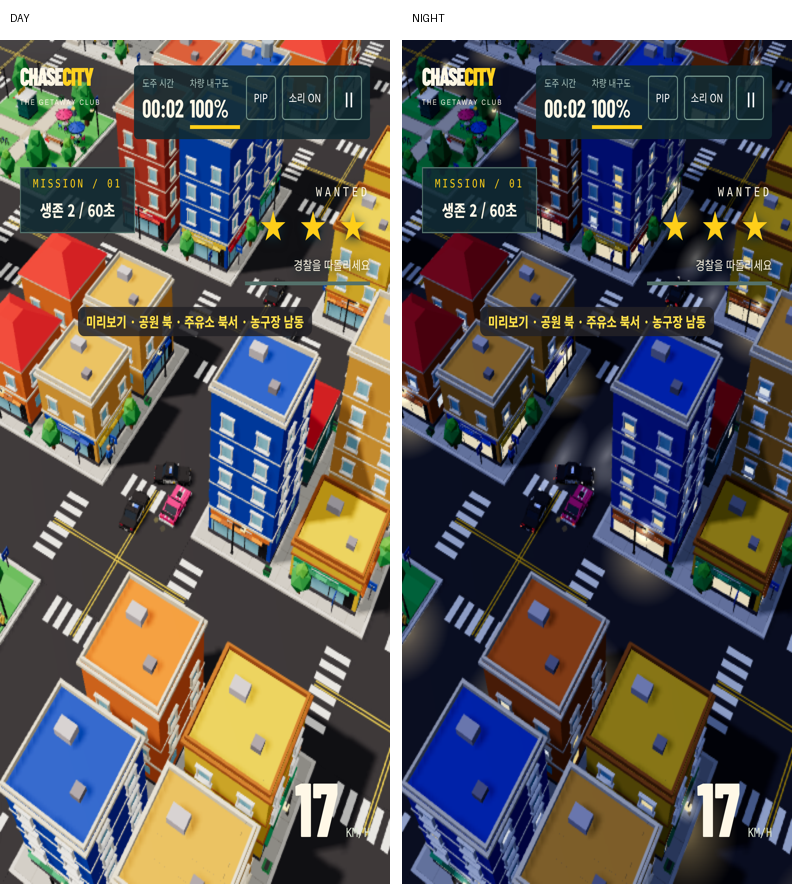 DAY
CHASECITY
THE GETAWAY CLUB
도주 시간
00:02
차량 내구도
100%
PIP
소리 ON
MISSION / 01
생존 2 / 60초
WANTED
경찰을 따돌리세요
미리보기 · 공원 북 · 주유소 북서 · 농구장 남동
17 KM/H
NIGHT
CHASECITY
THE GETAWAY CLUB
도주 시간
00:02
차량 내구도
100%
PIP
소리 ON
MISSION / 01
생존 2 / 60초
WANTED
경찰을 따돌리세요
미리보기 · 공원 북 · 주유소 북서 · 농구장 남동
17 KM/H